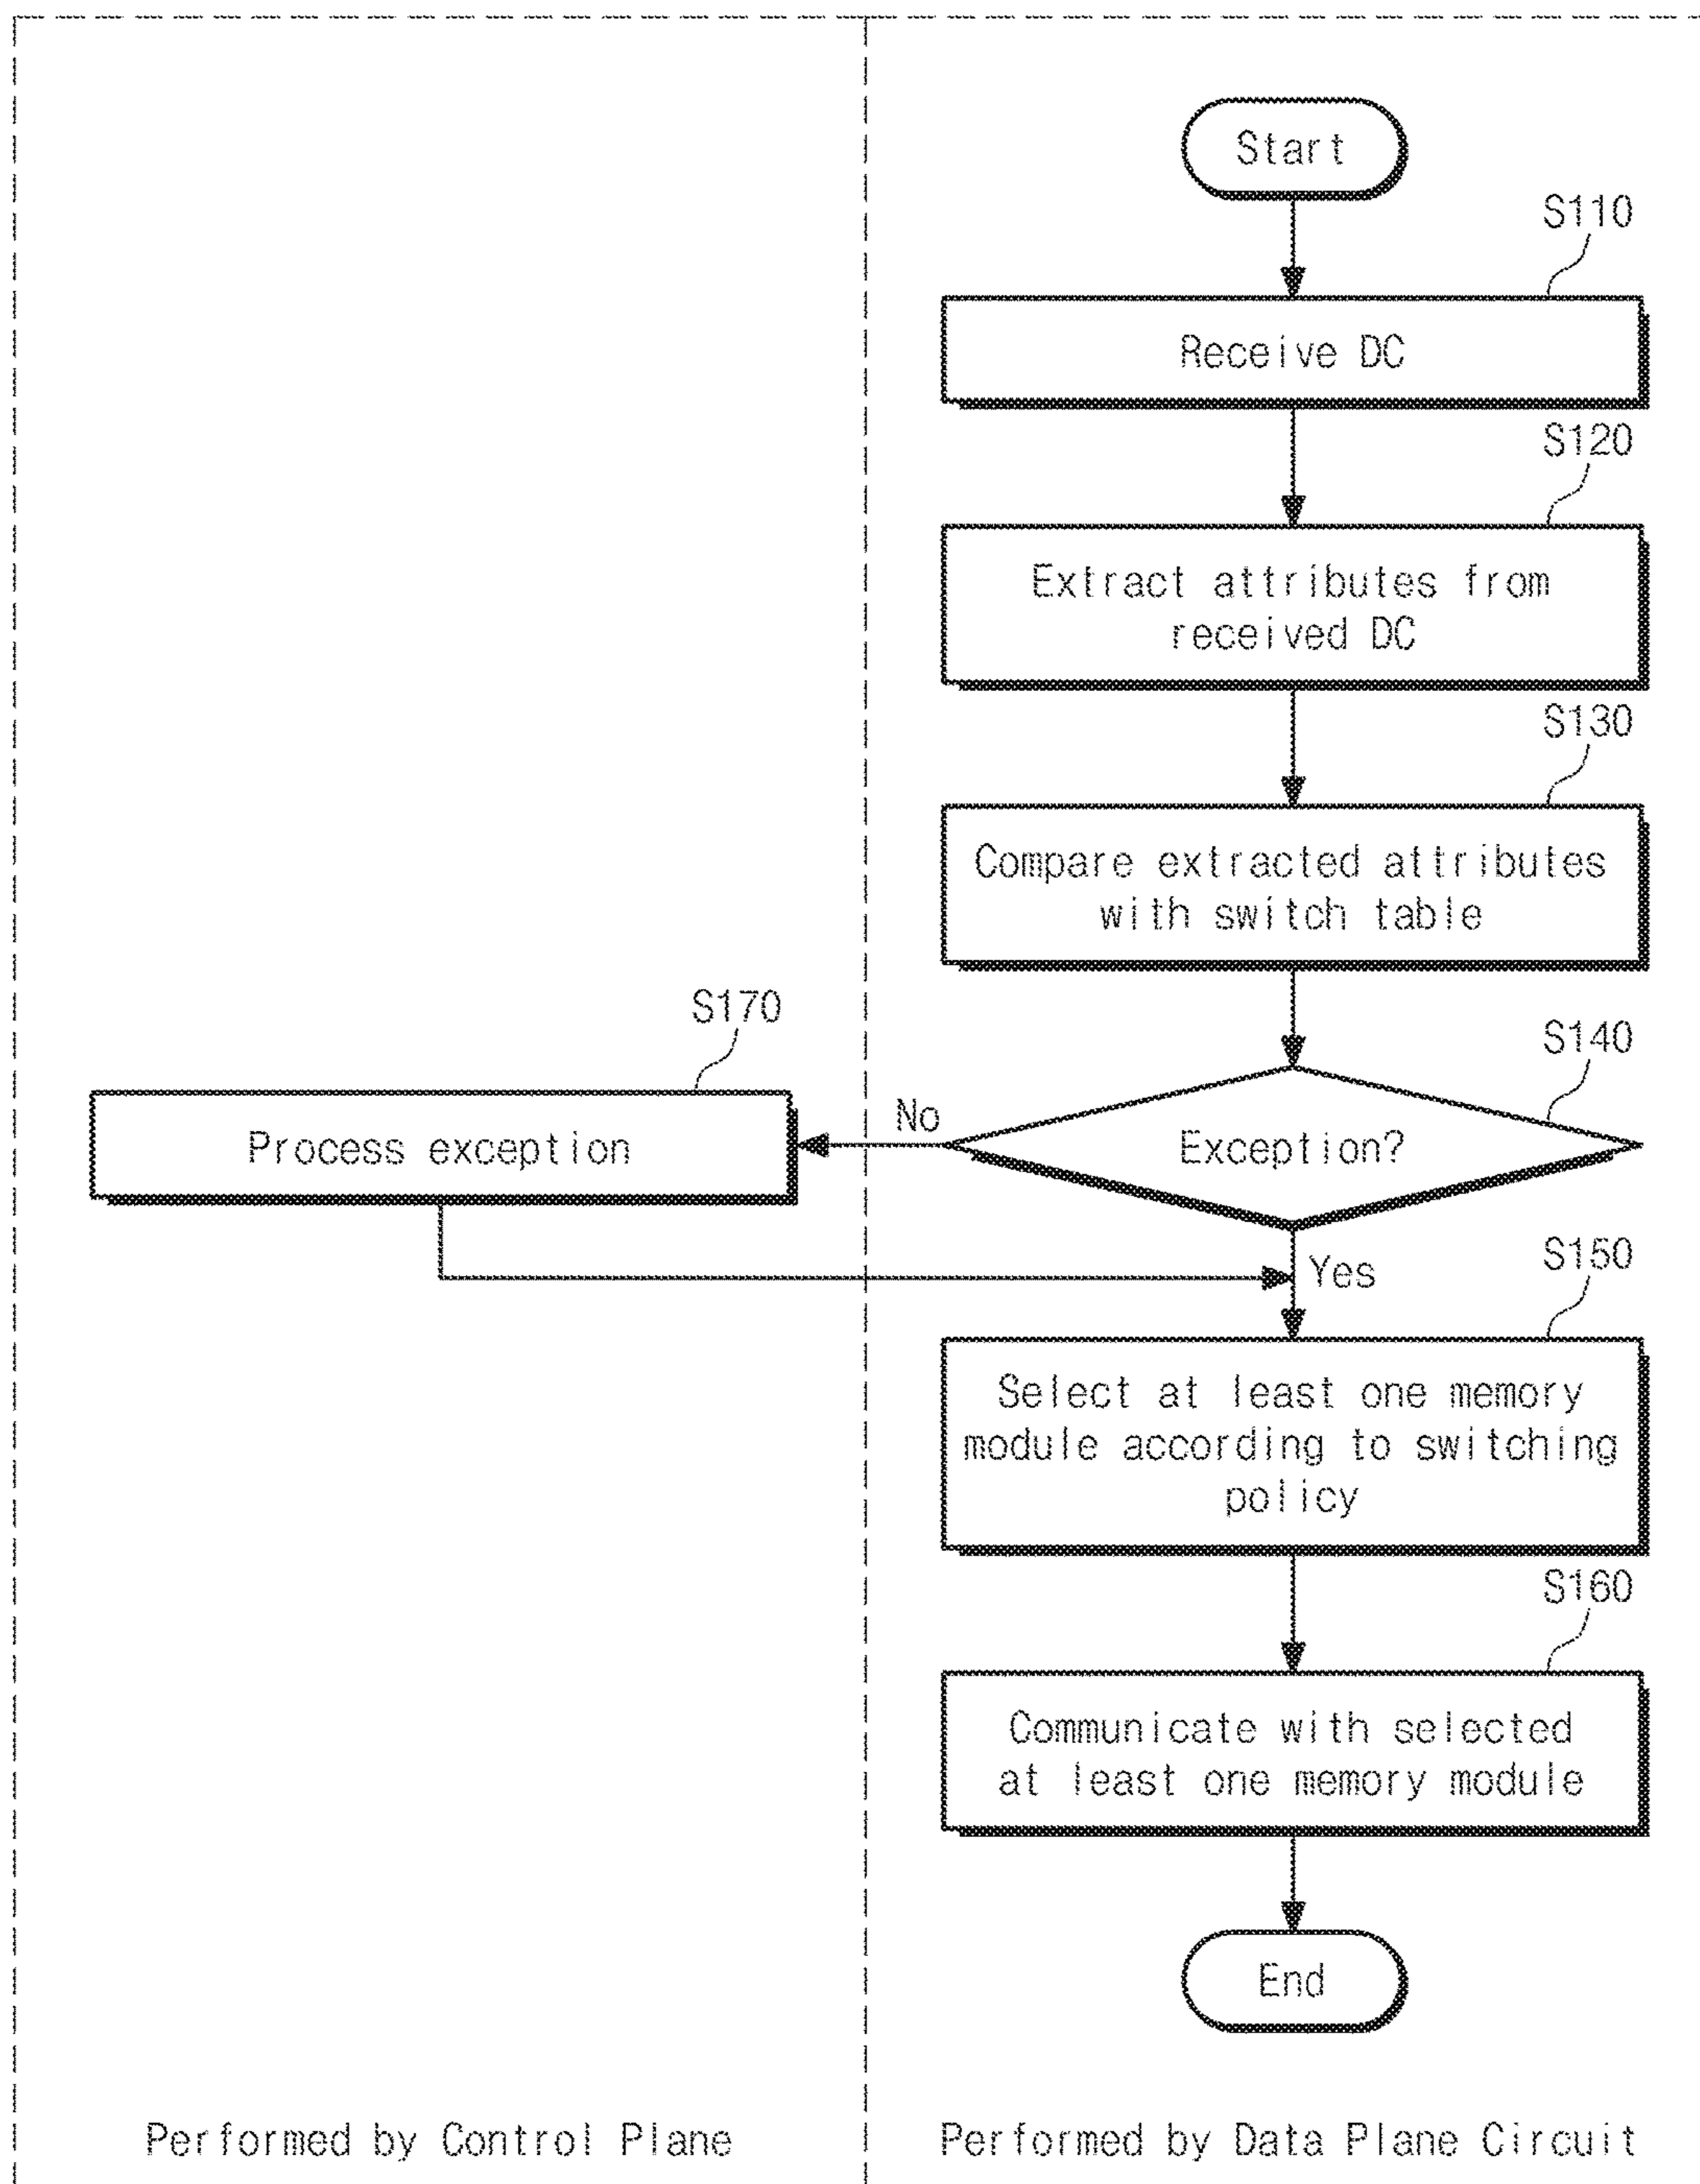 Start
S110
Receive DC
S120
Extract attributes from
received DC
S130
Compare extracted attributes
with switch table
S170
S140
Process exception
No
Exception?
Yes
S150
Select at least one memory
module according to switching
policy
S160
Communicate with selected
at least one memory module
End
Performed by Control Plane
Performed by Data Plane Circuit